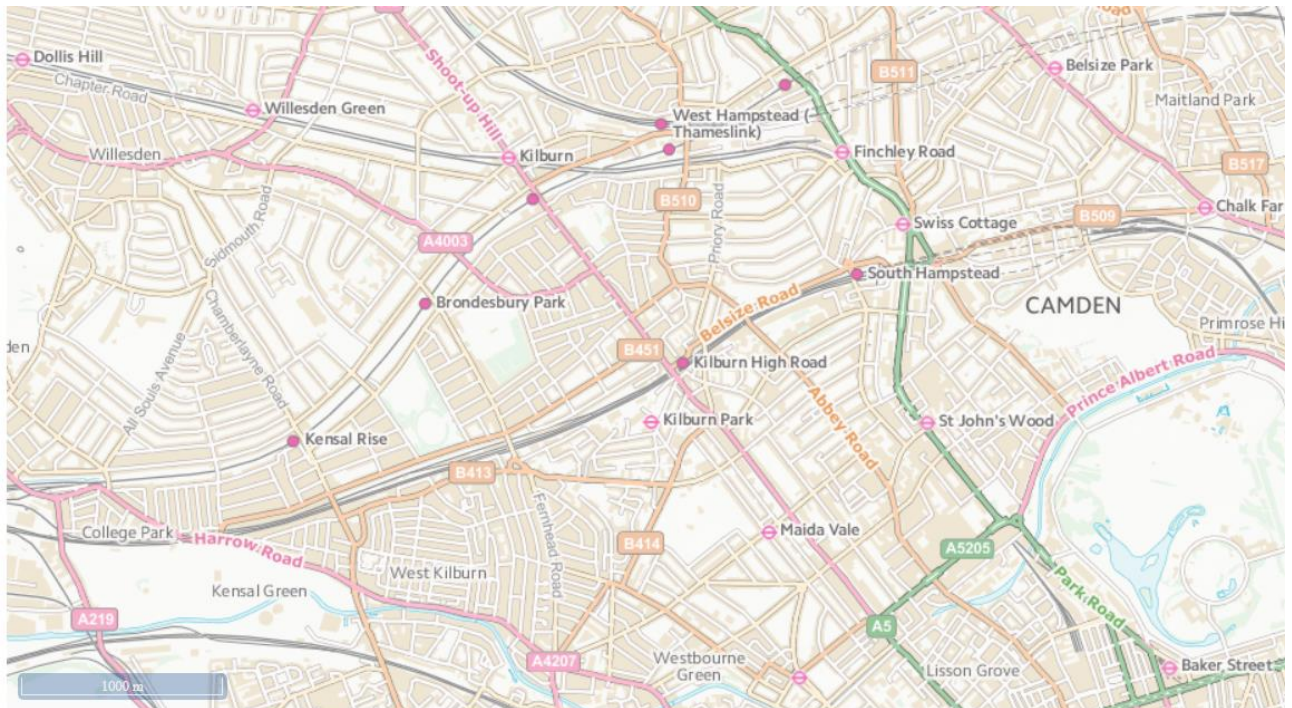 Dollis Hill
Chapter Road
Willesden Green
Shoot-up Hill
B511
Road
Belsize Park
Maitland Park
West Hampstead (
Thameslink)
Willesden
Kilburn
Finchley Road
B517
B510
Priory Road
Swiss Cottage
B509
Chalk Far
Sidmouth Road
A4003
South Hampstead
Brondesbury Park
Belsize Road
CAMDEN
Primrose Hi
den
All Souls Avenue
Chamberlayne Road
B451
Kilburn High Road
Prince Albert Road
Abbey Road
Kilburn Park
St John's Wood
Kensal Rise
B413
College Park
Harrow Road
Fernhead Road
B414
Maida Vale
A5205
West Kilburn
Kensal Green
Park Road
A219
A5
A4207
Westbourne
Green
Lisson Grove
Baker Street
1000 m